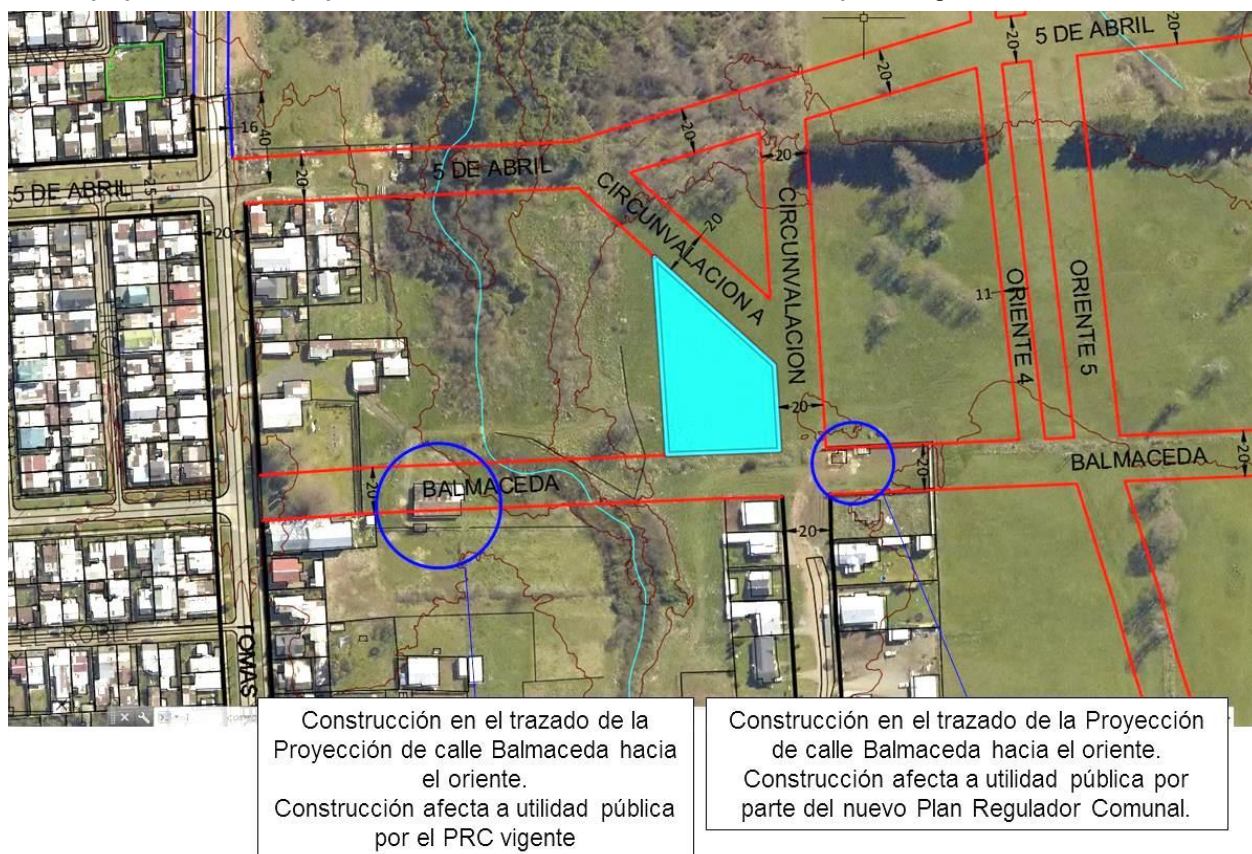 5 DE ABRIL
20
20
20
16
40
20
5 DE ABRIL
20
20
5 DE ABRIL
25
20
CIRCUNVALACION A
20
CIRCUNVALACION
11
ORIENTE 4
ORIENTE 5
20
20
BALMACEDA
20
20
BALMACEDA
20
TOMAS
Construcción en el trazado de la
Proyección de calle Balmaceda hacia
el oriente.
Construcción afecta a utilidad pública
por el PRC vigente
Construcción en el trazado de la Proyección
de calle Balmaceda hacia el oriente.
Construcción afecta a utilidad pública por
parte del nuevo Plan Regulador Comunal.